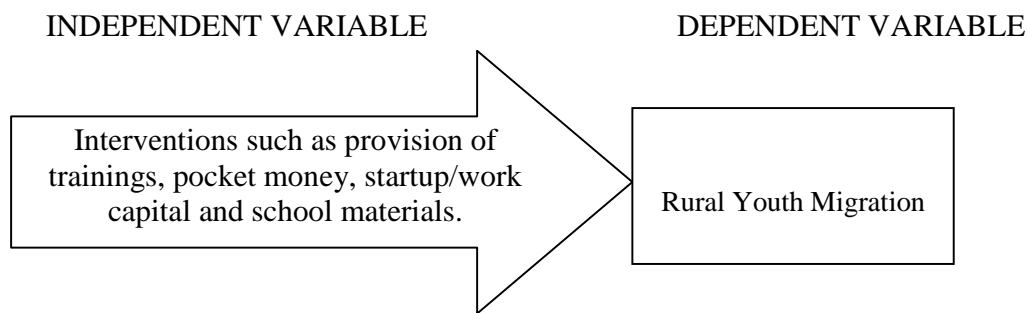 INDEPENDENT VARIABLE
DEPENDENT VARIABLE
Interventions such as provision of
trainings, pocket money, startup/work
capital and school materials.
Rural Youth Migration